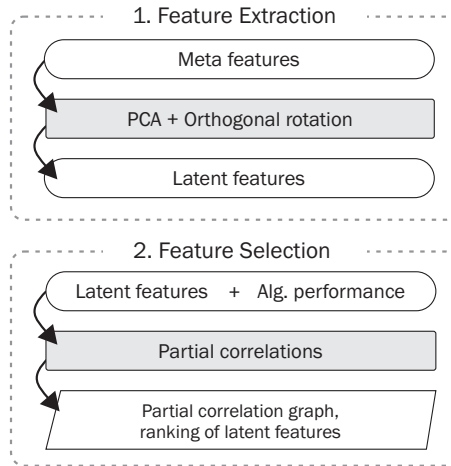 1. Feature Extraction
Meta features
PCA + Orthogonal rotation
Latent features
2. Feature Selection
Latent features + Alg. performance
Partial correlations
Partial correlation graph,
ranking of latent features